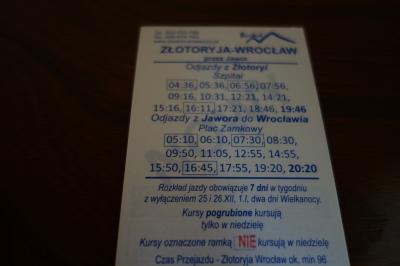 ZŁOTORYJA-WROCŁAW
przez Jawor
Odjazdy z Złotoryi
Szpital
04:36, 05:36, 06:56, 07:56,
09:16, 10:31, 12:21, 14:21,
15:16, 16:11, 17:21, 18:46, 19:46
Odjazdy z Jawora do Wrocławia
Plac Zamkowy
05:10, 06:10, 07:30, 08:30,
09:50, 11:05, 12:55, 14:55,
15:50, 16:45, 17:55, 19:20, 20:20
Rozkład jazdy obowiązuje 7 dni w tygodniu
z wyłączeniem 25 i 26.XII, 1.I, dwa dni Wielkanocy.
Kursy pogrubione kursują
tylko w niedzielę
Kursy oznaczone ramką NIE kursują w niedzielę
Czas Przejazdu - Złotoryja Wrocław ok. min 96